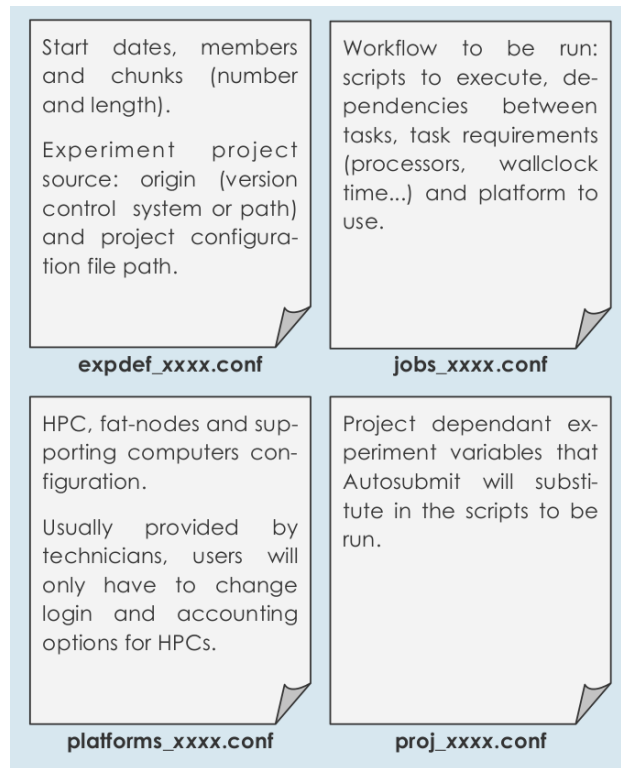 Start dates, members
and chunks (number
and length).
Experiment project
source: origin (version
control system or path)
and project configura-
tion file path.
expdef_xxxx.conf
Workflow to be run:
scripts to execute, de-
pendencies between
tasks, task requirements
(processors, wallclock
time...) and platform to
use.
jobs_xxxx.conf
HPC, fat-nodes and sup-
porting computers con-
figuration.
Usually provided by
technicians, users will
only have to change
login and accounting
options for HPCs.
platforms_xxxx.conf
Project dependant ex-
periment variables that
Autosubmit will substi-
tute in the scripts to be
run.
proj_xxxx.conf